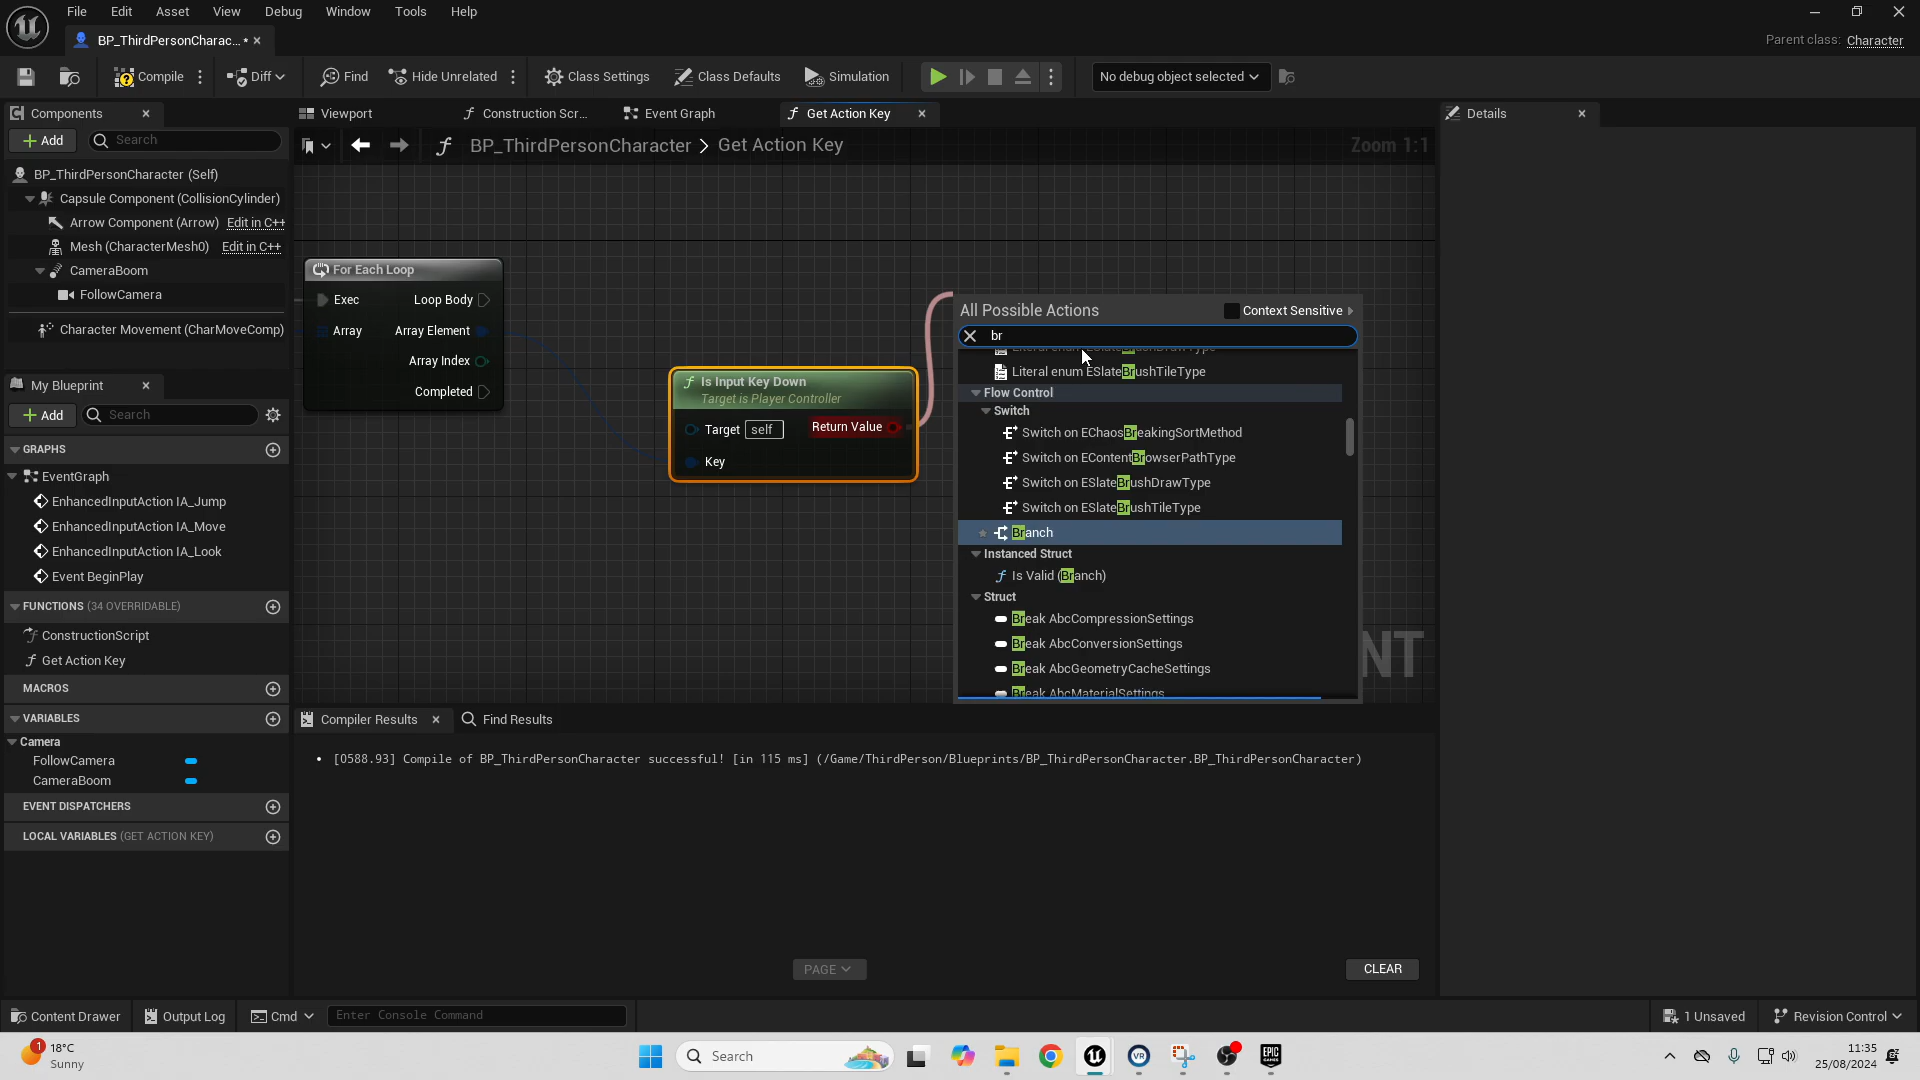 File Edit Asset View Debug Window Tools Help
BP_ThirdPersonCharac... •
Parent class: Character
Compile Diff Find Hide Unrelated Class Settings Class Defaults Simulation No debug object selected
Components
Viewport Construction Scr... Event Graph Get Action Key
Details
Add Search
BP_ThirdPersonCharacter > Get Action Key
Zoom 1:1
BP_ThirdPersonCharacter (Self)
Capsule Component (CollisionCylinder)
Arrow Component (Arrow) Edit in C++
Mesh (CharacterMesh0) Edit in C++
CameraBoom
FollowCamera
Character Movement (CharMoveComp)
My Blueprint
Add Search
GRAPHS
EventGraph
EnhancedInputAction IA_Jump
EnhancedInputAction IA_Move
EnhancedInputAction IA_Look
Event BeginPlay
FUNCTIONS (34 OVERRIDABLE)
ConstructionScript
Get Action Key
MACROS
VARIABLES
Camera
FollowCamera
CameraBoom
EVENT DISPATCHERS
LOCAL VARIABLES (GET ACTION KEY)
For Each Loop
Exec Loop Body
Array Array Element
Array Index
Completed
Is Input Key Down
Target is Player Controller
Target self Return Value
Key
All Possible Actions Context Sensitive
br
Literal enum ESlateBrushDrawType
Literal enum ESlateBrushTileType
Flow Control
Switch
Switch on EChaosBreakingSortMethod
Switch on EContentBrowserPathType
Switch on ESlateBrushDrawType
Switch on ESlateBrushTileType
Branch
Instanced Struct
Is Valid (Branch)
Struct
Break AbcCompressionSettings
Break AbcConversionSettings
Break AbcGeometryCacheSettings
Break AbcMaterialSettings
NT
Compiler Results Find Results
• [0588.93] Compile of BP_ThirdPersonCharacter successful! [in 115 ms] (/Game/ThirdPerson/Blueprints/BP_ThirdPersonCharacter.BP_ThirdPersonCharacter)
PAGE CLEAR
Content Drawer Output Log Cmd Enter Console Command 1 Unsaved Revision Control
1 18°C
Sunny
Search
VR
EPIC GAMES
11:35
25/08/2024